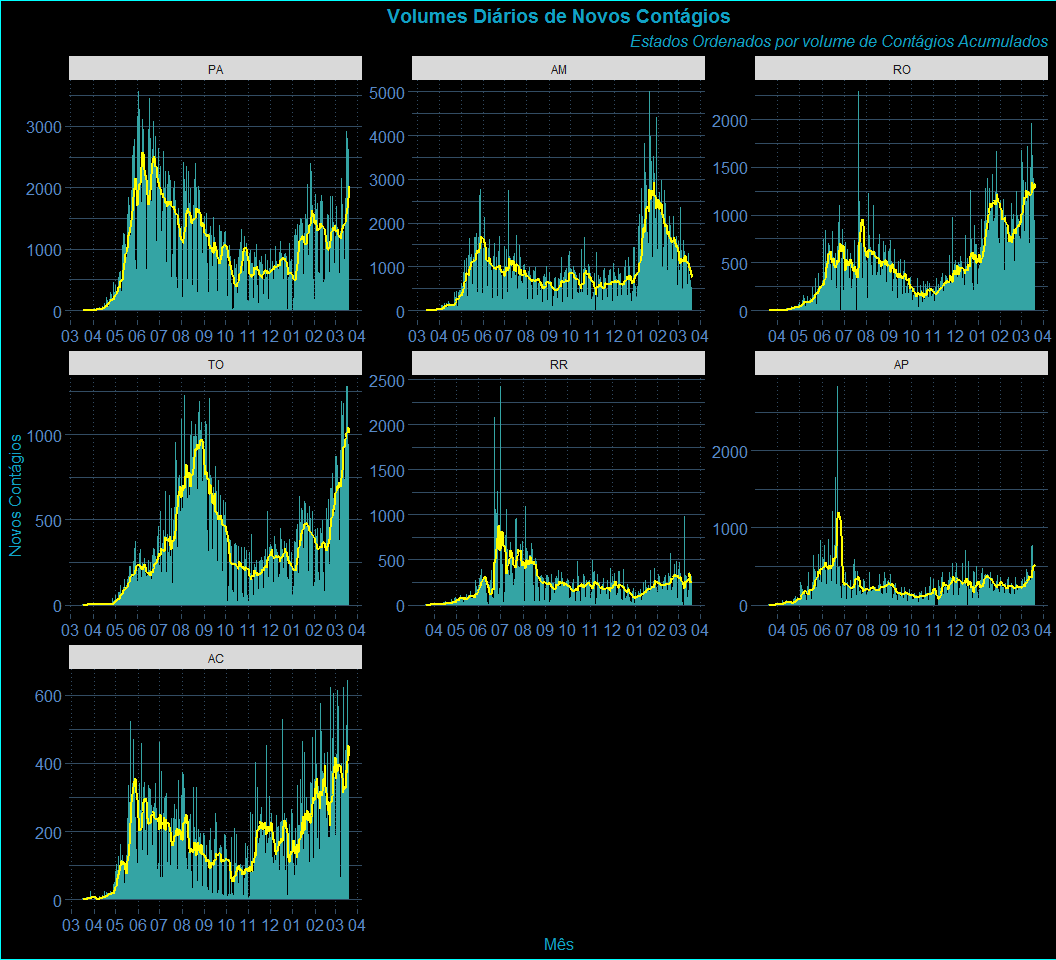 Volumes Diários de Novos Contágios
Estados Ordenados por volume de Contágios Acumulados
PA
3000
2000
1000
0
03 04 05 06 07 08 09 10 11 12 01 02 03 04
AM
5000
4000
3000
2000
1000
0
03 04 05 06 07 08 09 10 11 12 01 02 03 04
RO
2000
1500
1000
500
0
04 05 06 07 08 09 10 11 12 01 02 03 04
Novos Contágios
TO
1000
500
0
03 04 05 06 07 08 09 10 11 12 01 02 03 04
RR
2500
2000
1500
1000
500
0
04 05 06 07 08 09 10 11 12 01 02 03 04
AP
2000
1000
0
04 05 06 07 08 09 10 11 12 01 02 03 04
AC
600
400
200
0
03 04 05 06 07 08 09 10 11 12 01 02 03 04
Mês